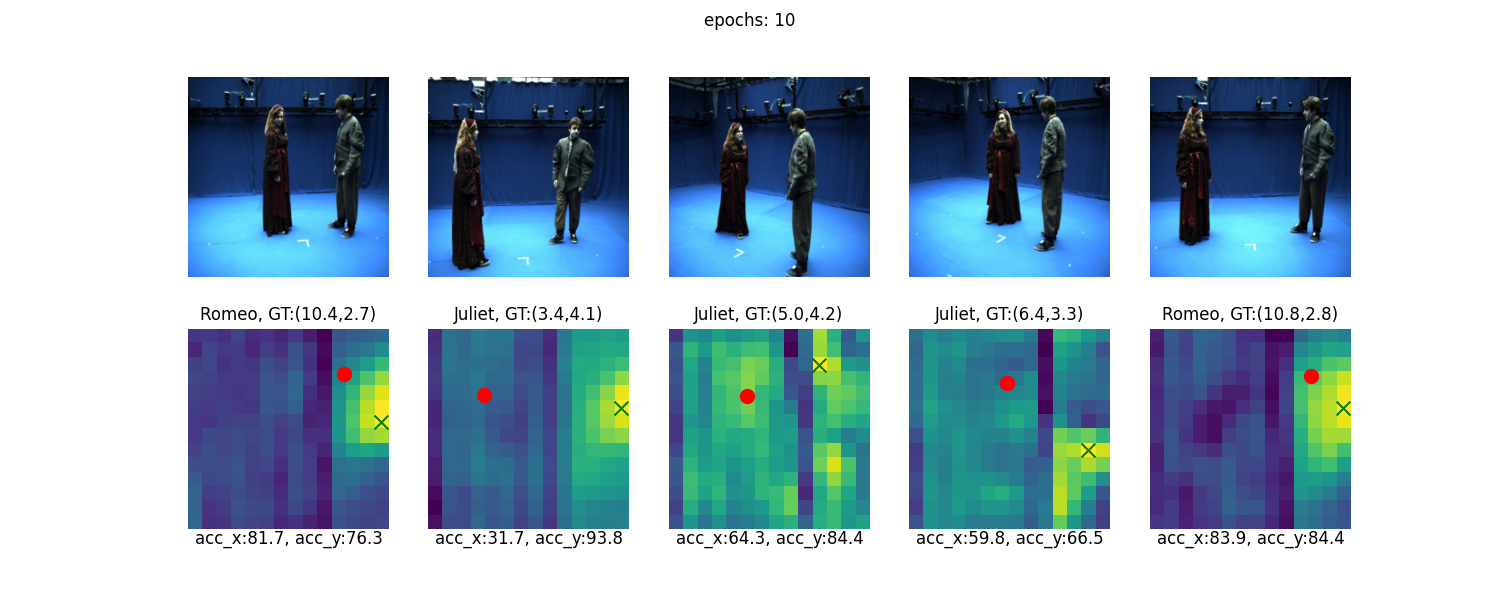 epochs: 10
Romeo, GT:(10.4,2.7)
Juliet, GT:(3.4,4.1)
Juliet, GT:(5.0,4.2)
Juliet, GT:(6.4,3.3)
Romeo, GT:(10.8,2.8)
acc_x:81.7, acc_y:76.3
acc_x:31.7, acc_y:93.8
acc_x:64.3, acc_y:84.4
acc_x:59.8, acc_y:66.5
acc_x:83.9, acc_y:84.4